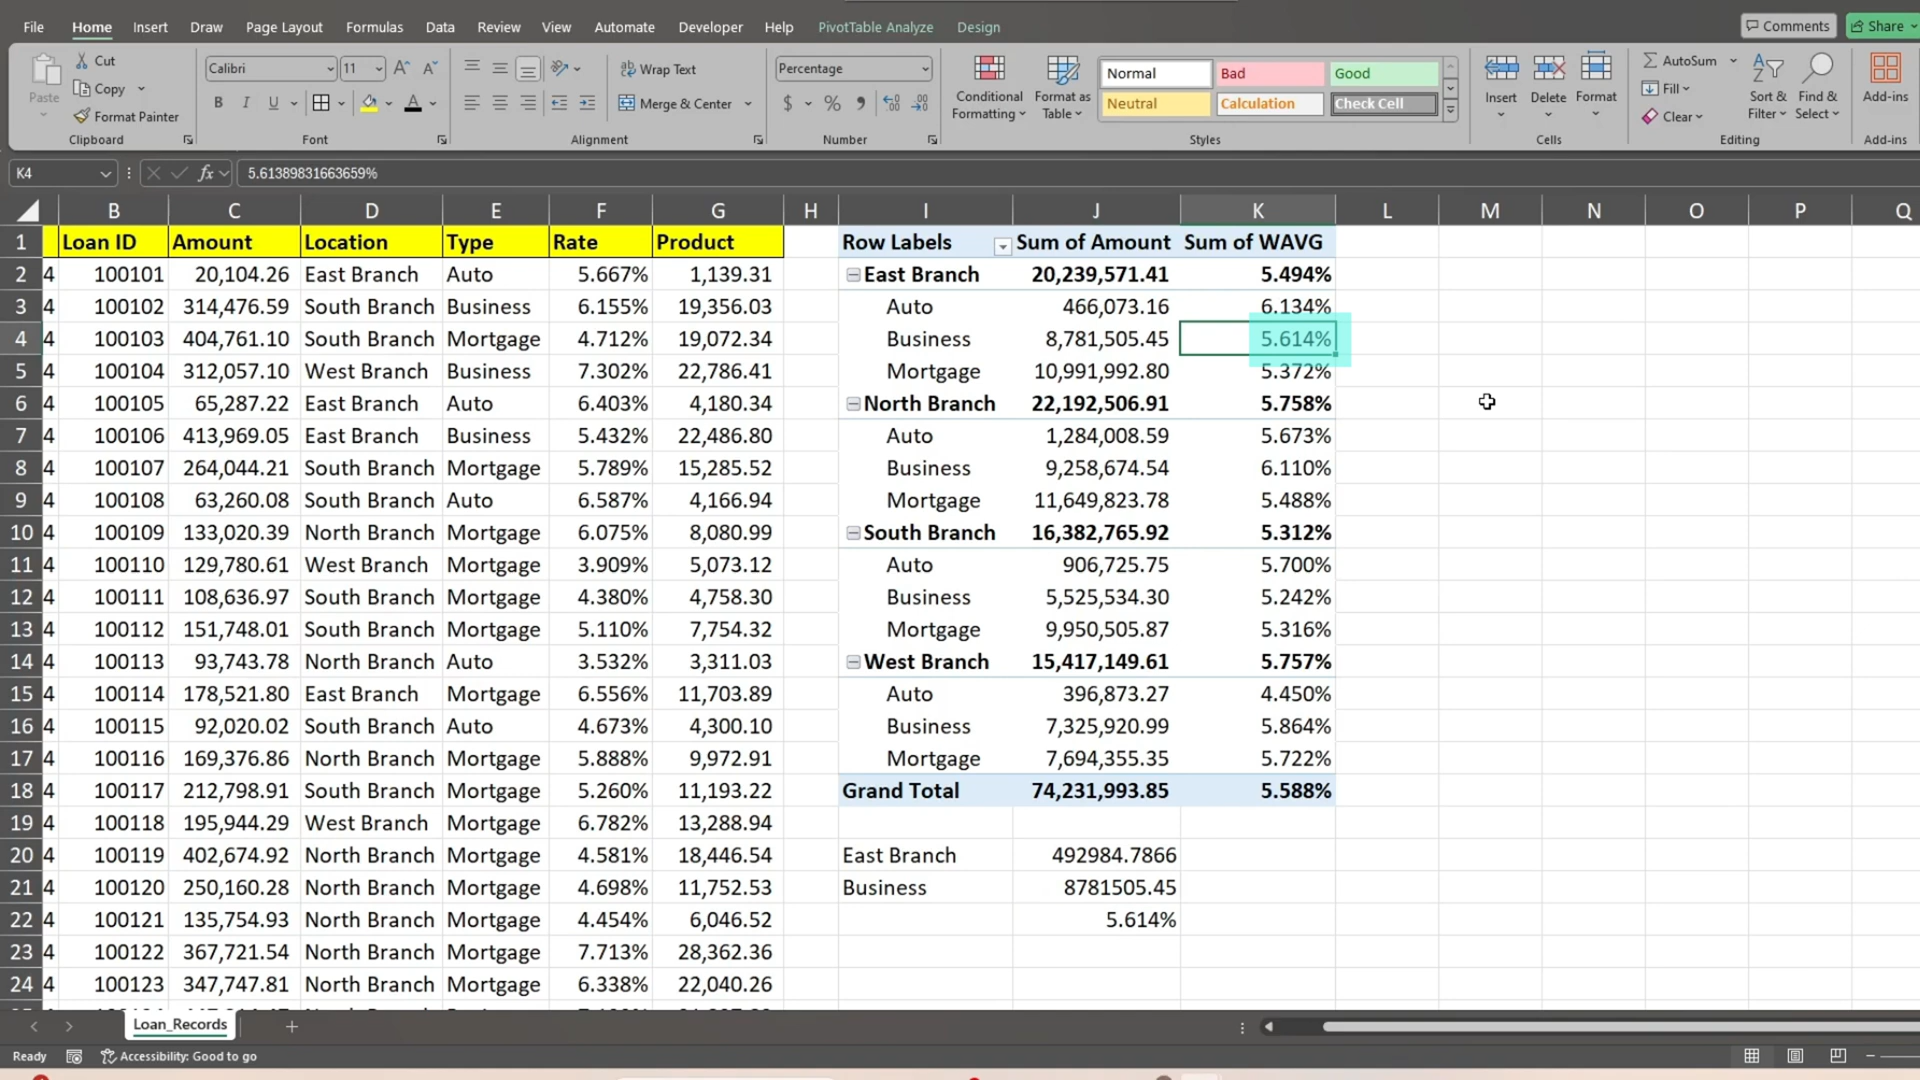 File Home Insert Draw Page Layout Formulas Data Review View Automate Developer Help PivotTable Analyze Design Comments Share
Paste Cut Copy Format Painter Clipboard
Calibri 11 B I U A Font
Wrap Text Merge & Center Alignment
Percentage $ % Number
Conditional Formatting Format as Table
Normal Bad Good
Neutral Calculation Check Cell
Styles
Insert Delete Format Cells
AutoSum Fill Clear Sort & Filter Find & Select Editing
Add-ins Add-ins
K4 fx 5.61389831663659%
B C D E F G H I J K L M N O P Q
1 Loan ID Amount Location Type Rate Product Row Labels Sum of Amount Sum of WAVG
2 4 100101 20,104.26 East Branch Auto 5.667% 1,139.31 East Branch 20,239,571.41 5.494%
3 4 100102 314,476.59 South Branch Business 6.155% 19,356.03 Auto 466,073.16 6.134%
4 4 100103 404,761.10 South Branch Mortgage 4.712% 19,072.34 Business 8,781,505.45 5.614%
5 4 100104 312,057.10 West Branch Business 7.302% 22,786.41 Mortgage 10,991,992.80 5.372%
6 4 100105 65,287.22 East Branch Auto 6.403% 4,180.34 North Branch 22,192,506.91 5.758%
7 4 100106 413,969.05 East Branch Business 5.432% 22,486.80 Auto 1,284,008.59 5.673%
8 4 100107 264,044.21 South Branch Mortgage 5.789% 15,285.52 Business 9,258,674.54 6.110%
9 4 100108 63,260.08 South Branch Auto 6.587% 4,166.94 Mortgage 11,649,823.78 5.488%
10 4 100109 133,020.39 North Branch Mortgage 6.075% 8,080.99 South Branch 16,382,765.92 5.312%
11 4 100110 129,780.61 West Branch Mortgage 3.909% 5,073.12 Auto 906,725.75 5.700%
12 4 100111 108,636.97 South Branch Mortgage 4.380% 4,758.30 Business 5,525,534.30 5.242%
13 4 100112 151,748.01 South Branch Mortgage 5.110% 7,754.32 Mortgage 9,950,505.87 5.316%
14 4 100113 93,743.78 North Branch Auto 3.532% 3,311.03 West Branch 15,417,149.61 5.757%
15 4 100114 178,521.80 East Branch Mortgage 6.556% 11,703.89 Auto 396,873.27 4.450%
16 4 100115 92,020.02 South Branch Auto 4.673% 4,300.10 Business 7,325,920.99 5.864%
17 4 100116 169,376.86 North Branch Mortgage 5.888% 9,972.91 Mortgage 7,694,355.35 5.722%
18 4 100117 212,798.91 South Branch Mortgage 5.260% 11,193.22 Grand Total 74,231,993.85 5.588%
19 4 100118 195,944.29 West Branch Mortgage 6.782% 13,288.94
20 4 100119 402,674.92 North Branch Mortgage 4.581% 18,446.54 East Branch 492984.7866
21 4 100120 250,160.28 North Branch Mortgage 4.698% 11,752.53 Business 8781505.45
22 4 100121 135,754.93 North Branch Mortgage 4.454% 6,046.52 5.614%
23 4 100122 367,721.54 North Branch Mortgage 7.713% 28,362.36
24 4 100123 347,747.81 North Branch Mortgage 6.338% 22,040.26
Loan_Records
Ready Accessibility: Good to go